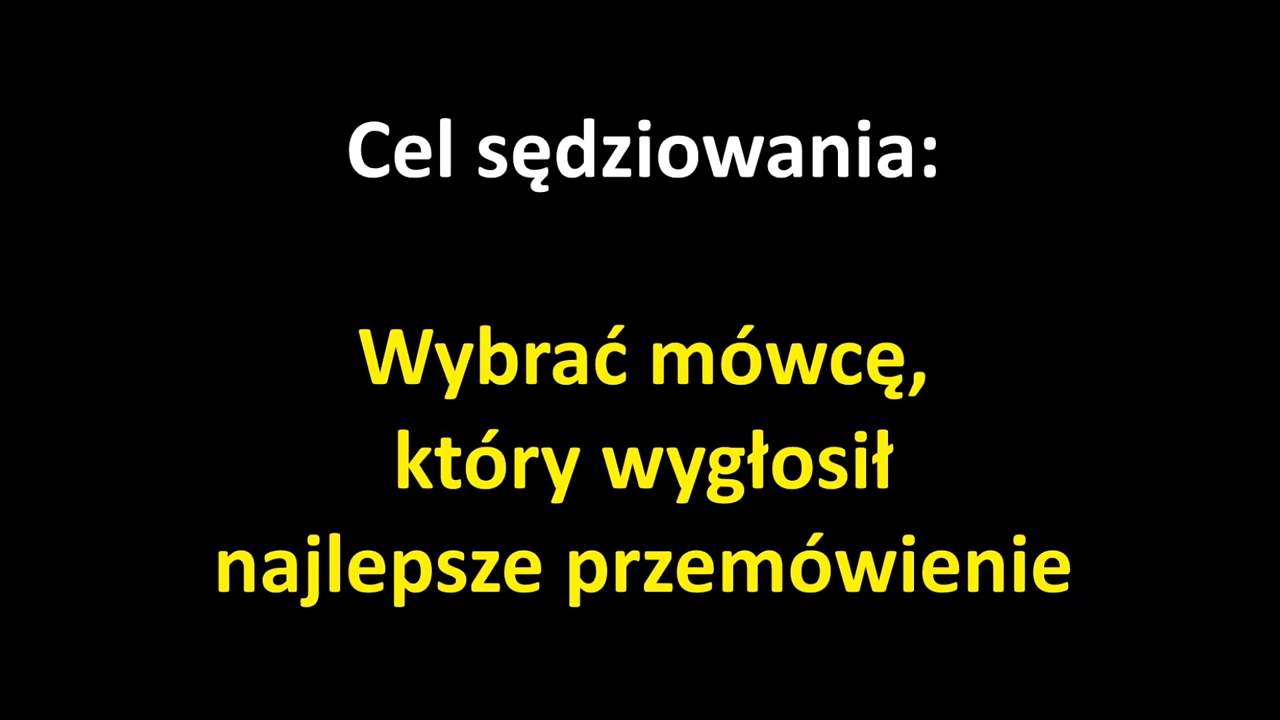 Cel sędziowania:
Wybrać mówcę,
który wygłosił
najlepsze przemówienie